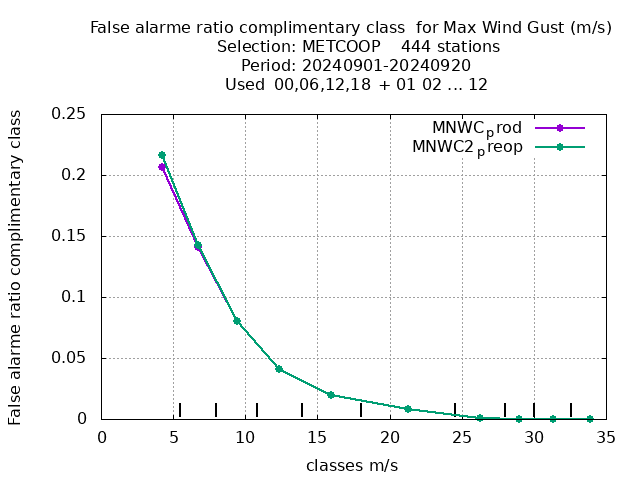 False alarme ratio complimentary class  for Max Wind Gust (m/s)
Selection: METCOOP    444 stations
Period: 20240901-20240920
Used  00,06,12,18  + 01 02 ... 12
False alarme ratio complimentary class
0.25
0.2
0.15
0.1
0.05
0
MNWCprod
MNWC2preop
0 5 10 15 20 25 30 35
classes m/s